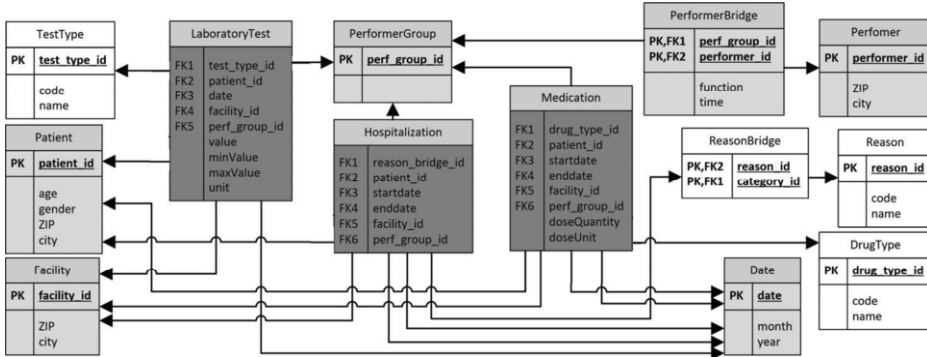 TestType
PK test_type_id
code
name
LaboratoryTest
FK1 test_type_id
FK2 patient_id
FK3 date
FK4 facility_id
FK5 perf_group_id
value
minValue
maxValue
unit
PerformerGroup
PK perf_group_id
PerformerBridge
PK,FK1 perf_group_id
PK,FK2 performer_id
function
time
Perfomer
PK performer_id
ZIP
city
Patient
PK patient_id
age
gender
ZIP
city
Hospitalization
FK1 reason_bridge_id
FK2 patient_id
FK3 startdate
FK4 enddate
FK5 facility_id
FK6 perf_group_id
Medication
FK1 drug_type_id
FK2 patient_id
FK3 startdate
FK4 enddate
FK5 facility_id
FK6 perf_group_id
doseQuantity
doseUnit
ReasonBridge
PK,FK2 reason_id
PK,FK1 category_id
Reason
PK reason_id
code
name
Facility
PK facility_id
ZIP
city
Date
PK date
month
year
DrugType
PK drug_type_id
code
name